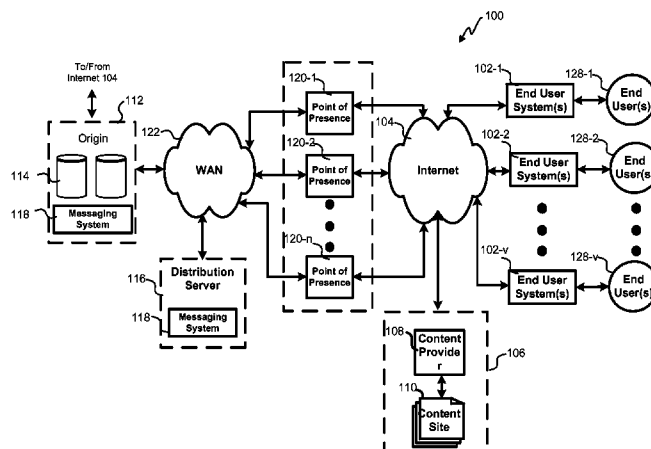 100
To/From
Internet 104
112
Origin
114
118
Messaging
System
122
WAN
116
Distribution
Server
118
Messaging
System
120-1
Point of
Presence
120-2
Point of
Presence
120-n
Point of
Presence
104
Internet
102-1
End User
System(s)
128-1
End
User(s)
102-2
End User
System(s)
128-2
End
User(s)
102-v
End User
System(s)
128-v
End
User(s)
108
Content
Provide
r
106
110
Content
Site